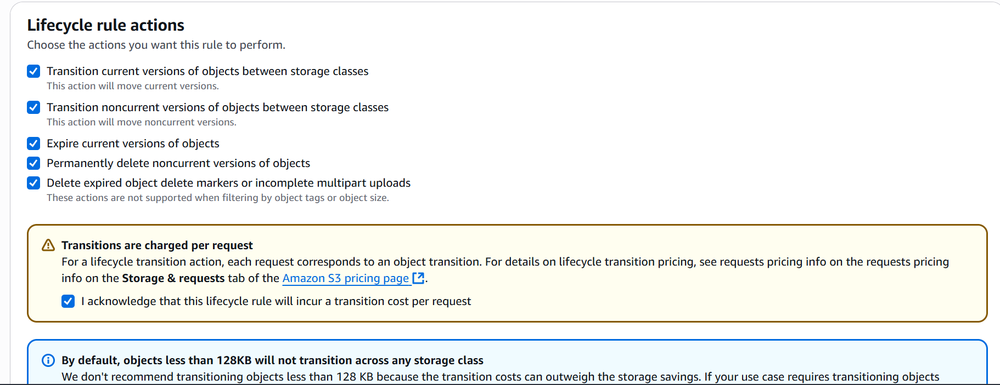 Lifecycle rule actions
Choose the actions you want this rule to perform.
Transition current versions of objects between storage classes
This action will move current versions.
Transition noncurrent versions of objects between storage classes
This action will move noncurrent versions.
Expire current versions of objects
Permanently delete noncurrent versions of objects
Delete expired object delete markers or incomplete multipart uploads
These actions are not supported when filtering by object tags or object size.
Transitions are charged per request
For a lifecycle transition action, each request corresponds to an object transition. For details on lifecycle transition pricing, see requests pricing info on the requests pricing
info on the Storage & requests tab of the Amazon S3 pricing page.
I acknowledge that this lifecycle rule will incur a transition cost per request
By default, objects less than 128KB will not transition across any storage class
We don't recommend transitioning objects less than 128 KB because the transition costs can outweigh the storage savings. If your use case requires transitioning objects